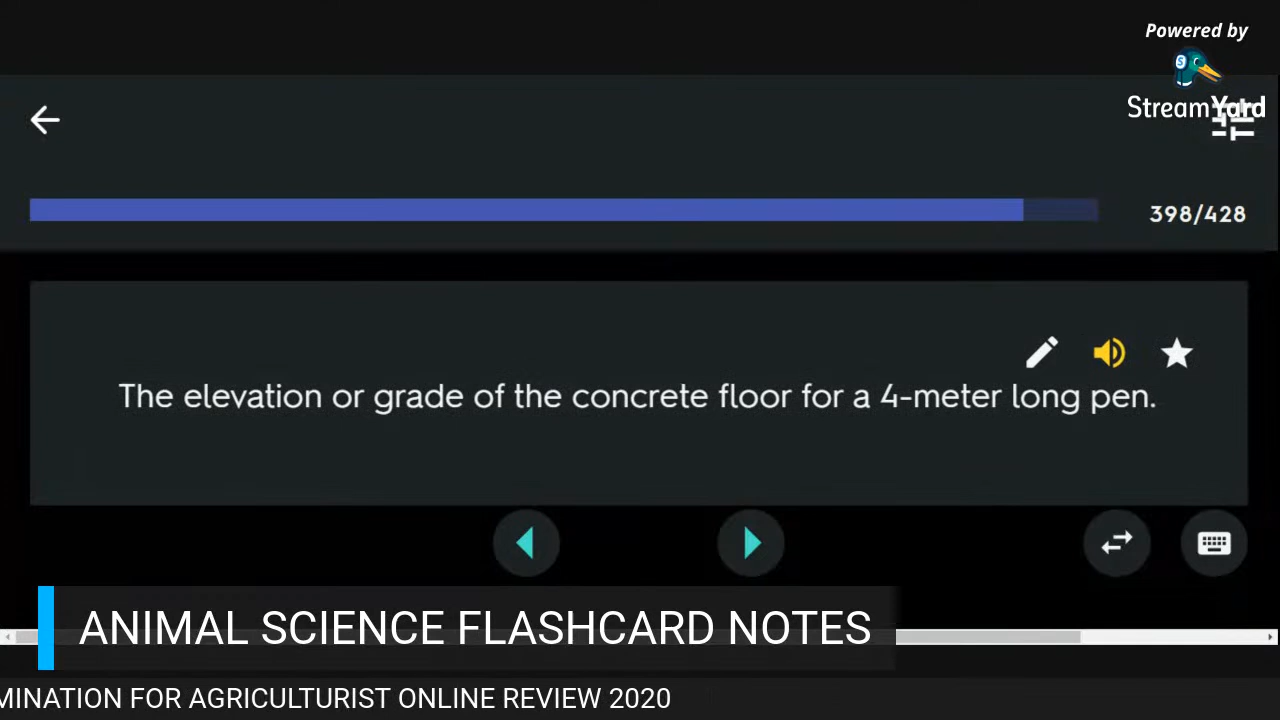 Powered by
StreamYard
398/428
The elevation or grade of the concrete floor for a 4-meter long pen.
ANIMAL SCIENCE FLASHCARD NOTES
MINATION FOR AGRICULTURIST ONLINE REVIEW 2020